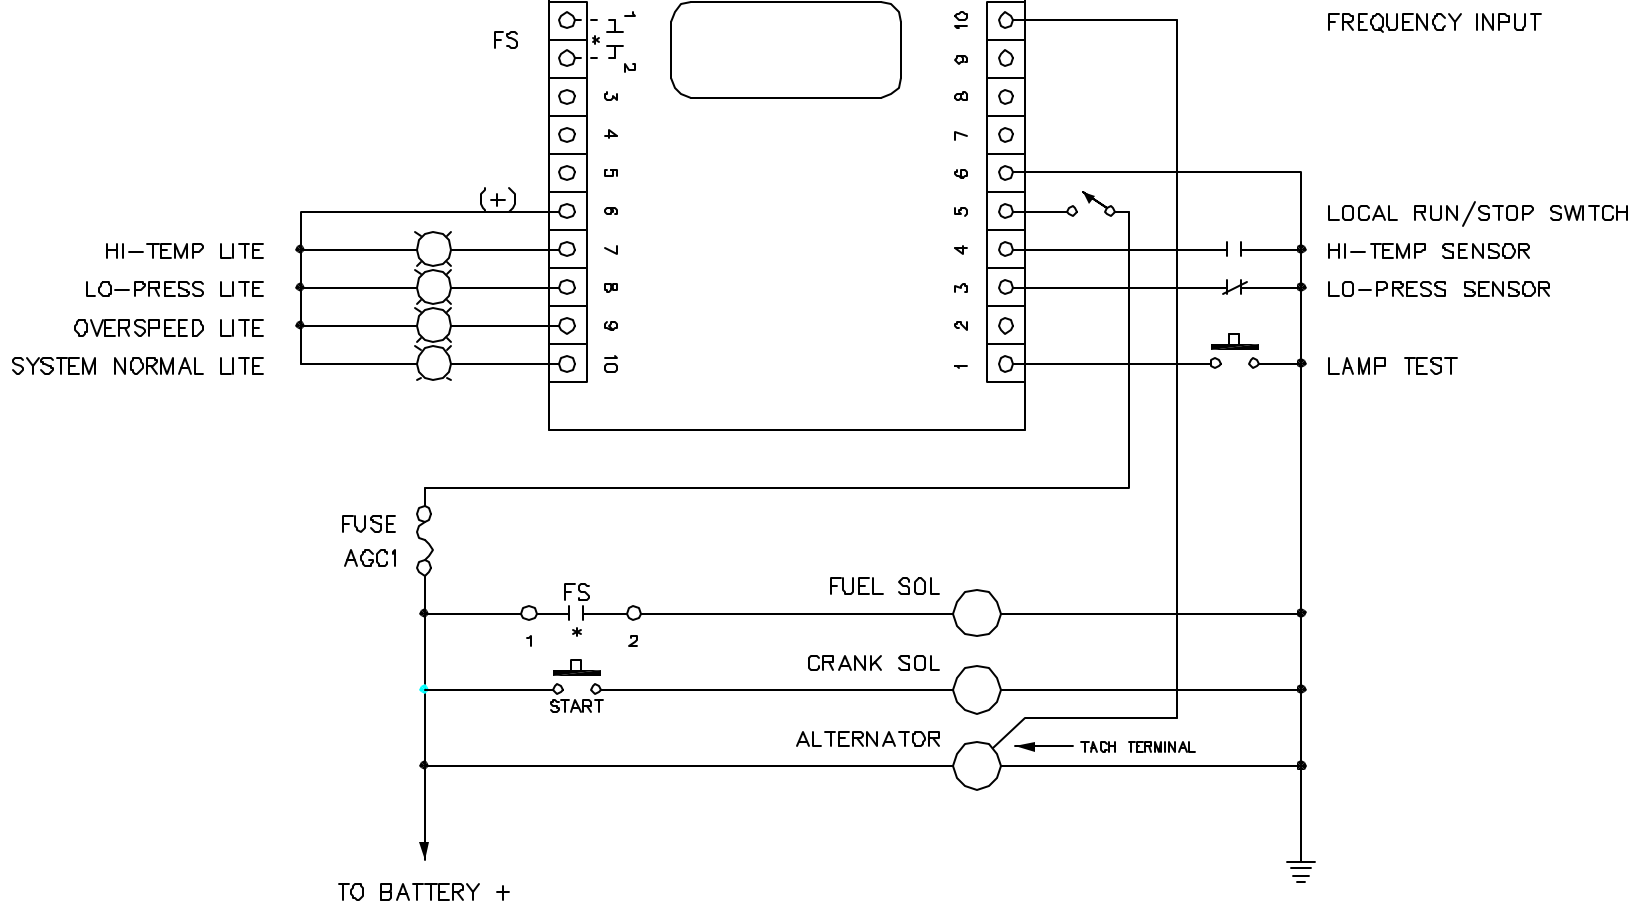 FREQUENCY INPUT
FS
1
*
2
3
4
5
6
7
8
9
10
10
9
8
7
6
5
4
3
2
1
(+)
LOCAL RUN/STOP SWITCH
HI-TEMP LITE
HI-TEMP SENSOR
LO-PRESS LITE
LO-PRESS SENSOR
OVERSPEED LITE
SYSTEM NORMAL LITE
LAMP TEST
FUSE
AGC1
FS
1 * 2
FUEL SOL
START
CRANK SOL
ALTERNATOR
TACH TERMINAL
TO BATTERY +